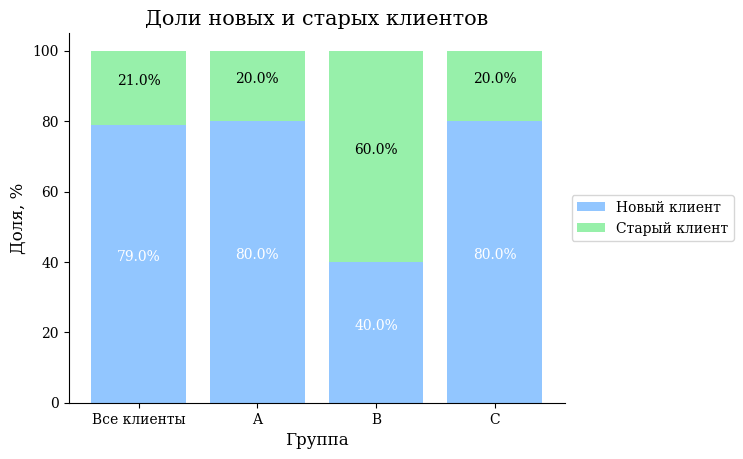 Доли новых и старых клиентов
100
80
60
40
20
0
Доля, %
21.0%
20.0%
60.0%
20.0%
79.0%
80.0%
40.0%
80.0%
Все клиенты
A
B
C
Группа
Новый клиент
Старый клиент